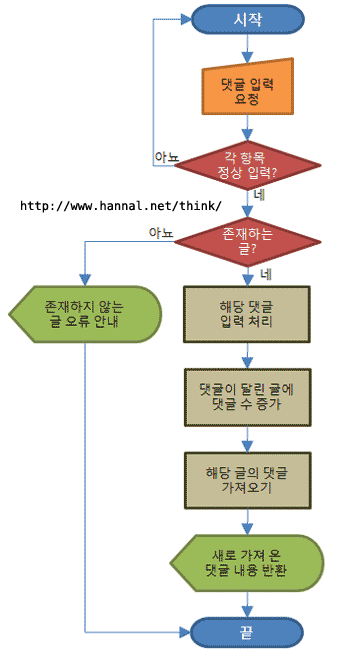 시작
댓글 입력
요청
아뇨
각 항목
정상 입력?
네
http://www.hannal.net/think/
아뇨
존재하는
글?
네
존재하지 않는
글 오류 안내
해당 댓글
입력 처리
댓글이 달린 글에
댓글 수 증가
해당 글의 댓글
가져오기
새로 가져 온
댓글 내용 반환
끝